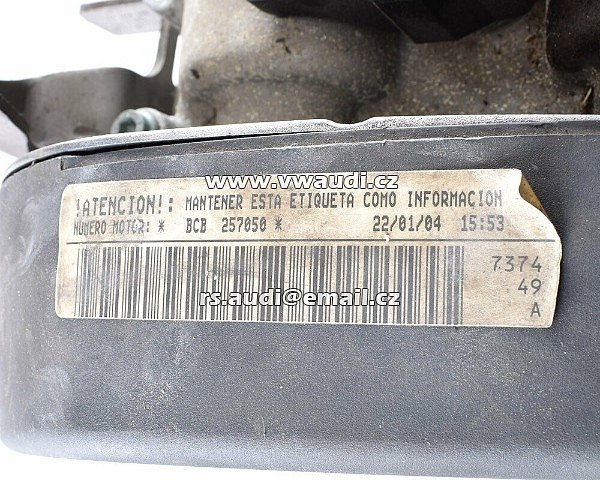 www.vwaudi.cz
!ATENCION!: MANTENER ESTA ETIQUETA COMO INFORMACION
NUMERO MOTOR: * BCB 257050 * 22/01/04 15:53
7374
49
A
rs.audi@email.cz